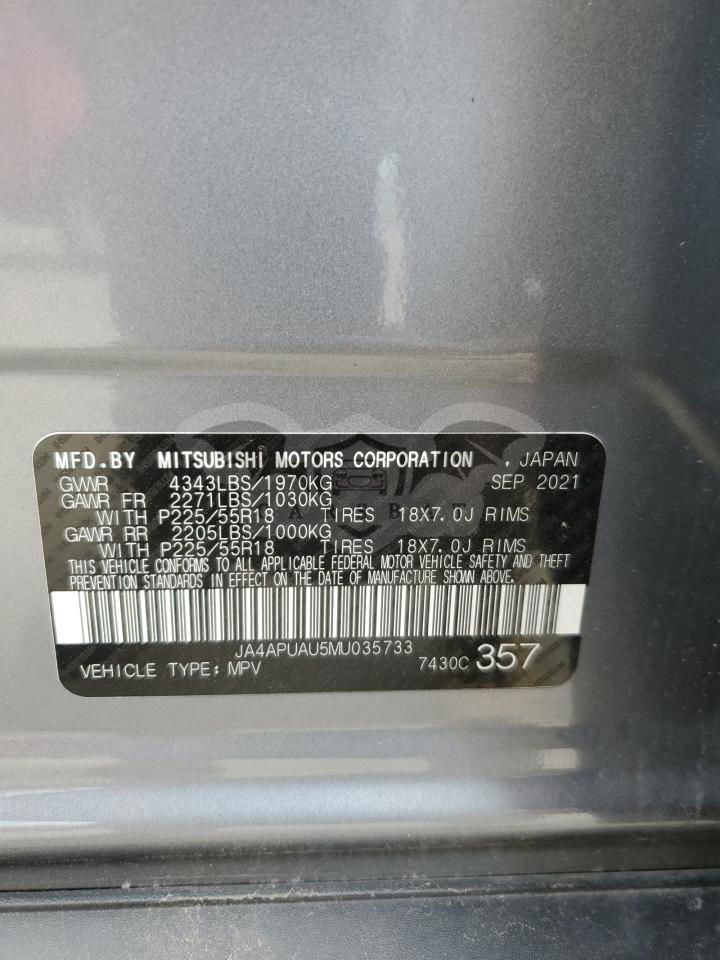 MFD.BY MITSUBISHI MOTORS CORPORATION , JAPAN
GVWR 4343LBS/1970KG SEP 2021
GAWR FR 2271LBS/1030KG
WITH P225/55R18 TIRES 18X7.0J RIMS
GAWR RR 2205LBS/1000KG
WITH P225/55R18 TIRES 18X7.0J RIMS
THIS VEHICLE CONFORMS TO ALL APPLICABLE FEDERAL MOTOR VEHICLE SAFETY AND THEFT
PREVENTION STANDARDS IN EFFECT ON THE DATE OF MANUFACTURE SHOWN ABOVE.
JA4APUAU5MU035733
VEHICLE TYPE: MPV 7430C 357